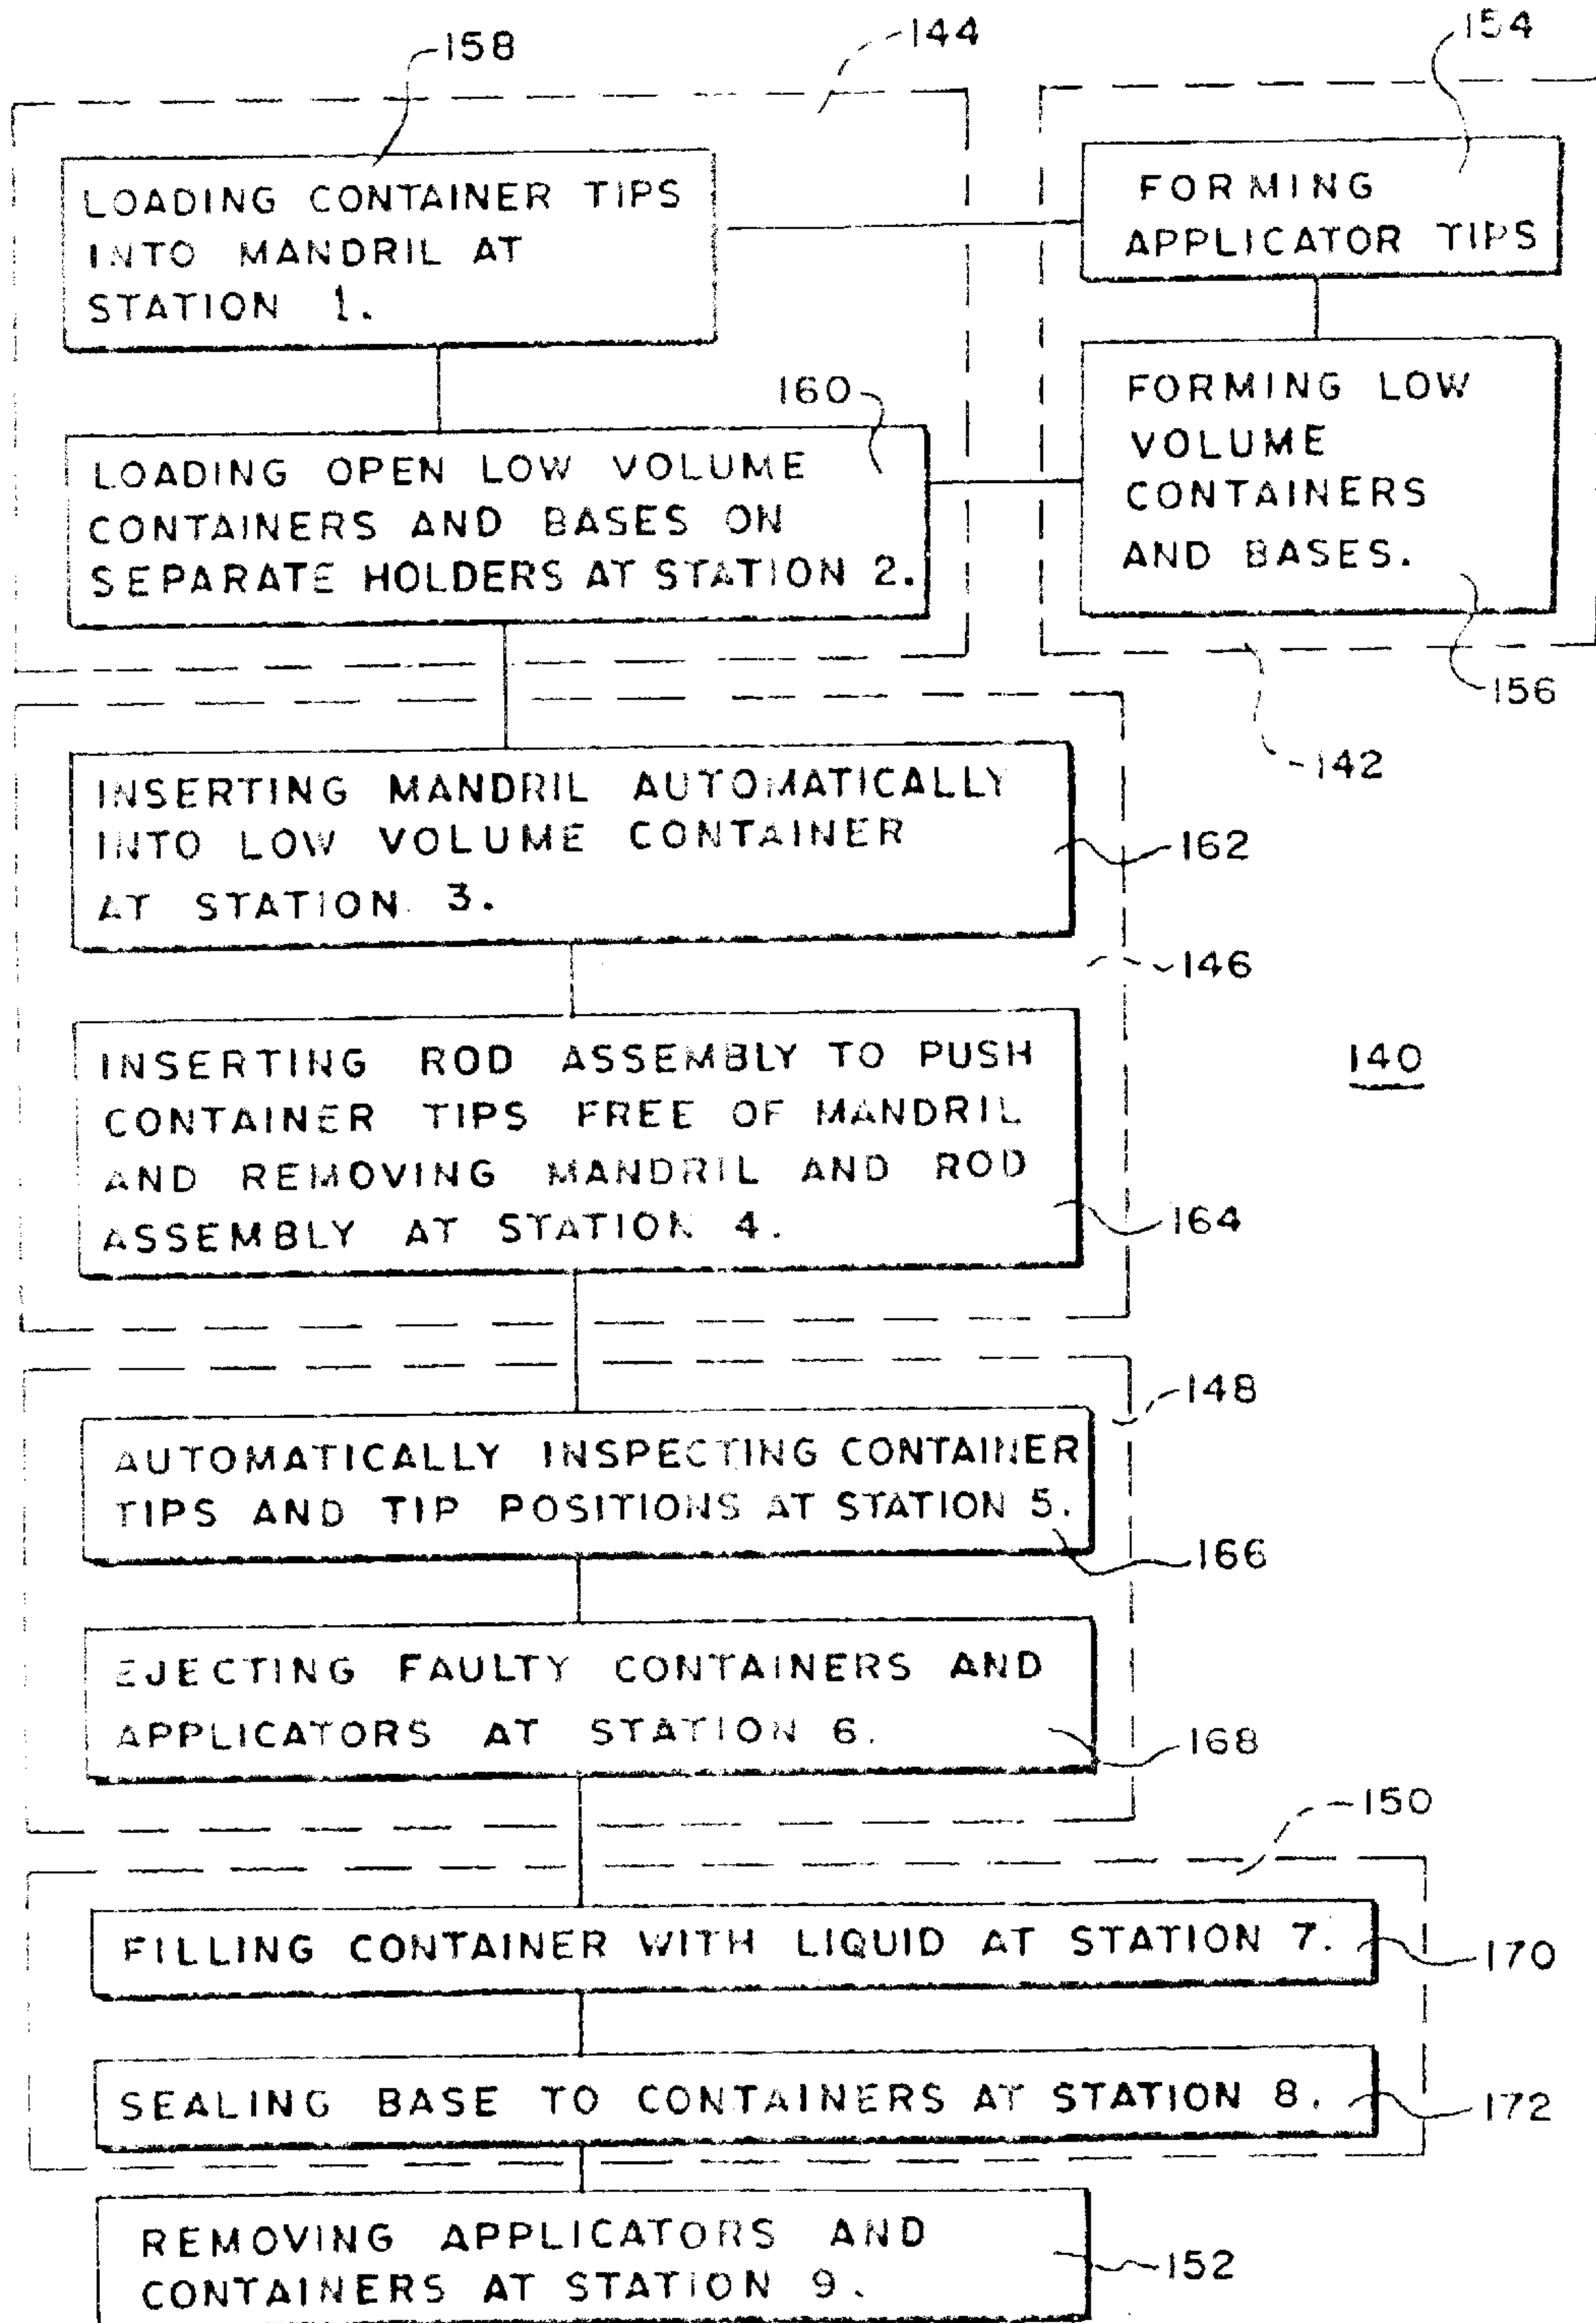 158
144
154
LOADING CONTAINER TIPS
INTO MANDRIL AT
STATION 1.
FORMING
APPLICATOR TIPS
160
LOADING OPEN LOW VOLUME
CONTAINERS AND BASES ON
SEPARATE HOLDERS AT STATION 2.
FORMING LOW
VOLUME
CONTAINERS
AND BASES.
156
142
INSERTING MANDRIL AUTOMATICALLY
INTO LOW VOLUME CONTAINER
AT STATION 3.
162
146
INSERTING ROD ASSEMBLY TO PUSH
CONTAINER TIPS FREE OF MANDRIL
AND REMOVING MANDRIL AND ROD
ASSEMBLY AT STATION 4.
164
140
148
AUTOMATICALLY INSPECTING CONTAINER
TIPS AND TIP POSITIONS AT STATION 5.
166
EJECTING FAULTY CONTAINERS AND
APPLICATORS AT STATION 6.
168
150
FILLING CONTAINER WITH LIQUID AT STATION 7.
170
SEALING BASE TO CONTAINERS AT STATION 8.
172
REMOVING APPLICATORS AND
CONTAINERS AT STATION 9.
152